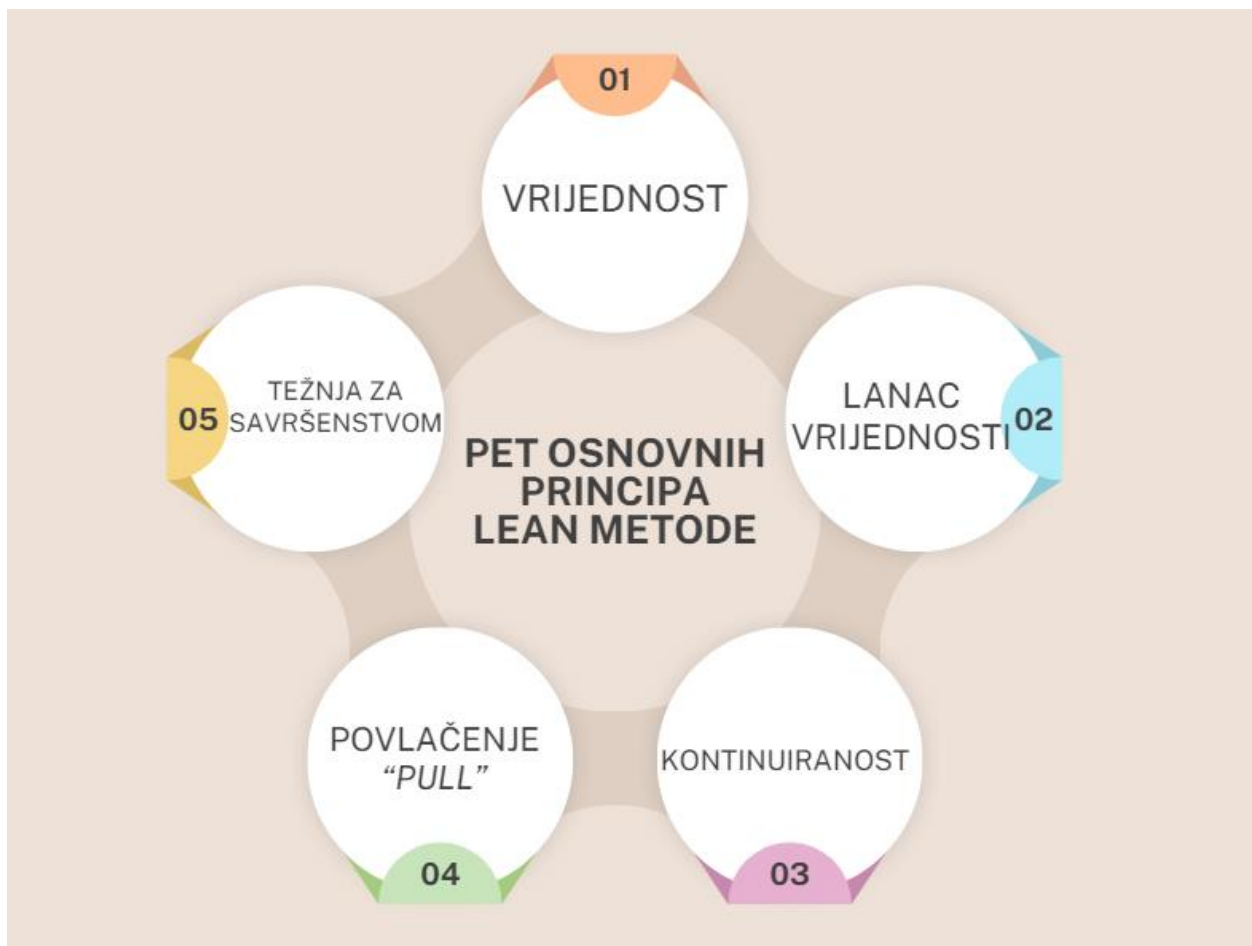 01
VRIJEDNOST
LANAC
VRIJEDNOSTI
02
KONTINUIRANOST
03
POVLAČENJE
“PULL”
04
TEŽNJA ZA
SAVRŠENSTVOM
05
PET OSNOVNIH
PRINCIPA
LEAN METODE